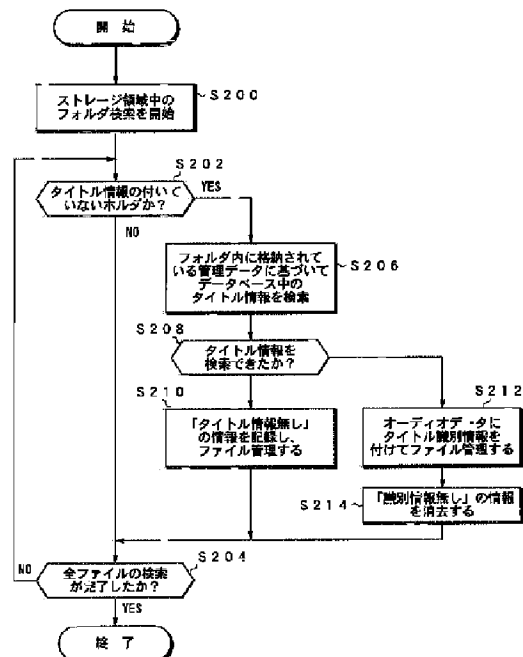 開 始
ストレージ領域中の
フォルダ検索を開始
S200
S202
タイトル情報の付いて
いないホルダか?
YES
NO
フォルダ内に格納されて
いる管理データに基づいて
データベース中の
タイトル情報を検索
S206
S208
タイトル情報を
検索できたか?
S210
「タイトル情報無し」
の情報を記録し、
ファイル管理する
S212
オーディオデータに
タイトル識別情報を
付けてファイル管理する
S214
「識別情報無し」の情報
を消去する
S204
全ファイルの検索
が完了したか?
NO
YES
終 了